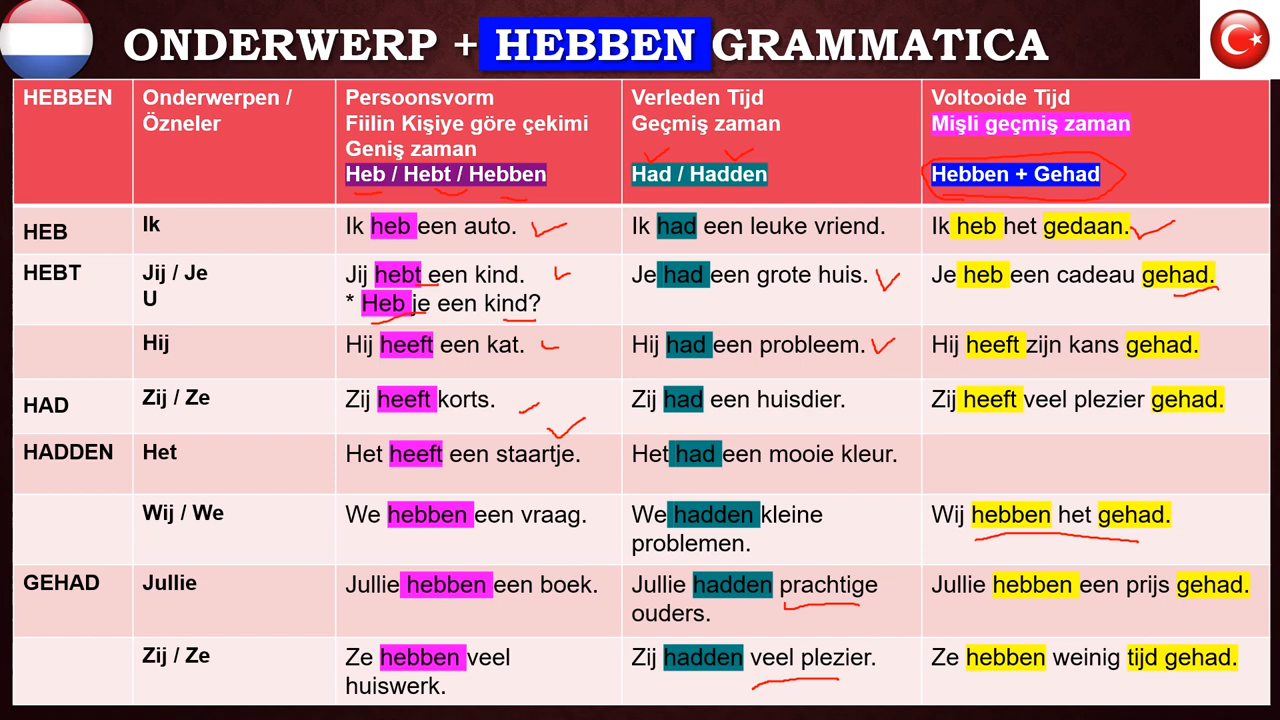 ONDERWERP + HEBBEN GRAMMATICA
HEBBEN
Onderwerpen /
Özneler
Persoonsvorm
Fiilin Kişiye göre çekimi
Geniş zaman
Heb / Hebt / Hebben
Verleden Tijd
Geçmiş zaman
Had / Hadden
Voltooide Tijd
Mişli geçmiş zaman
Hebben + Gehad
HEB
Ik
Ik heb een auto.
Ik had een leuke vriend.
Ik heb het gedaan.
HEBT
Jij / Je
U
Jij hebt een kind.
* Heb je een kind?
Je had een grote huis.
Je heb een cadeau gehad.
Hij
Hij heeft een kat.
Hij had een probleem.
Hij heeft zijn kans gehad.
HAD
Zij / Ze
Zij heeft korts.
Zij had een huisdier.
Zij heeft veel plezier gehad.
HADDEN
Het
Het heeft een staartje.
Het had een mooie kleur.
Wij / We
We hebben een vraag.
We hadden kleine
problemen.
Wij hebben het gehad.
GEHAD
Jullie
Jullie hebben een boek.
Jullie hadden prachtige
ouders.
Jullie hebben een prijs gehad.
Zij / Ze
Ze hebben veel
huiswerk.
Zij hadden veel plezier.
Ze hebben weinig tijd gehad.